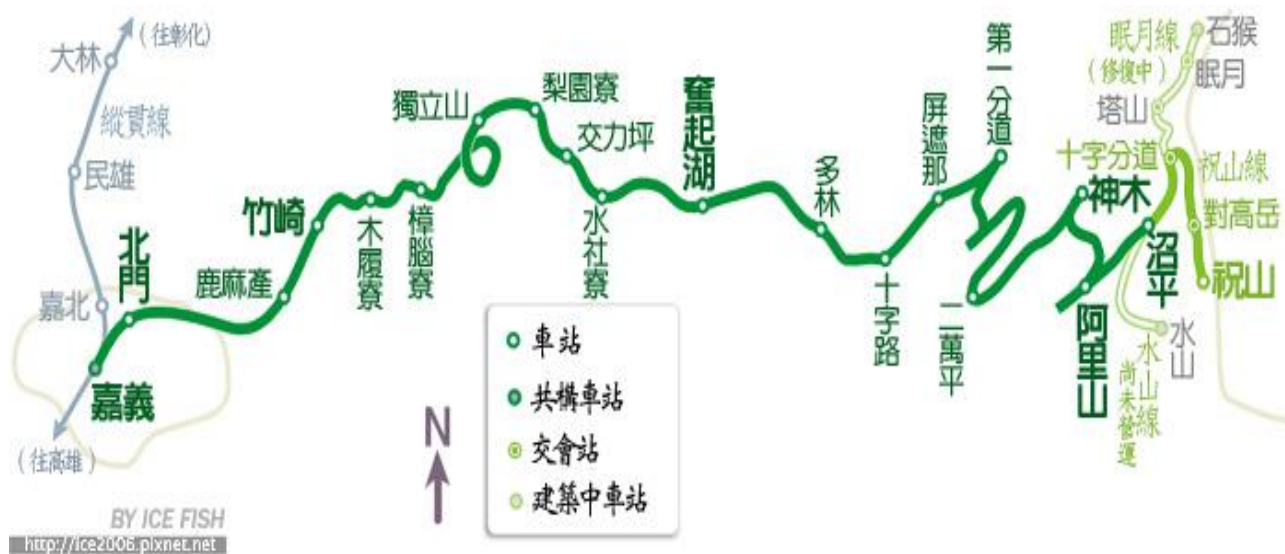 (往彰化)
大林
縱貫線
民雄
嘉北
北門
嘉義
(往高雄)
鹿麻產
竹崎
木履寮
樟腦寮
獨立山
梨園寮
交力坪
水社寮
奮起湖
多林
十字路
屏遮那
第一分道
二萬平
神木
阿里山
沼平
十字分道
塔山
眠月線
(修復中)
石猴
眠月
祝山線
對高岳
祝山
水山
水山線
尚未營運
車站
共構車站
交會站
建築中車站
N
BY ICE FISH
http://ice2006.pixnet.net